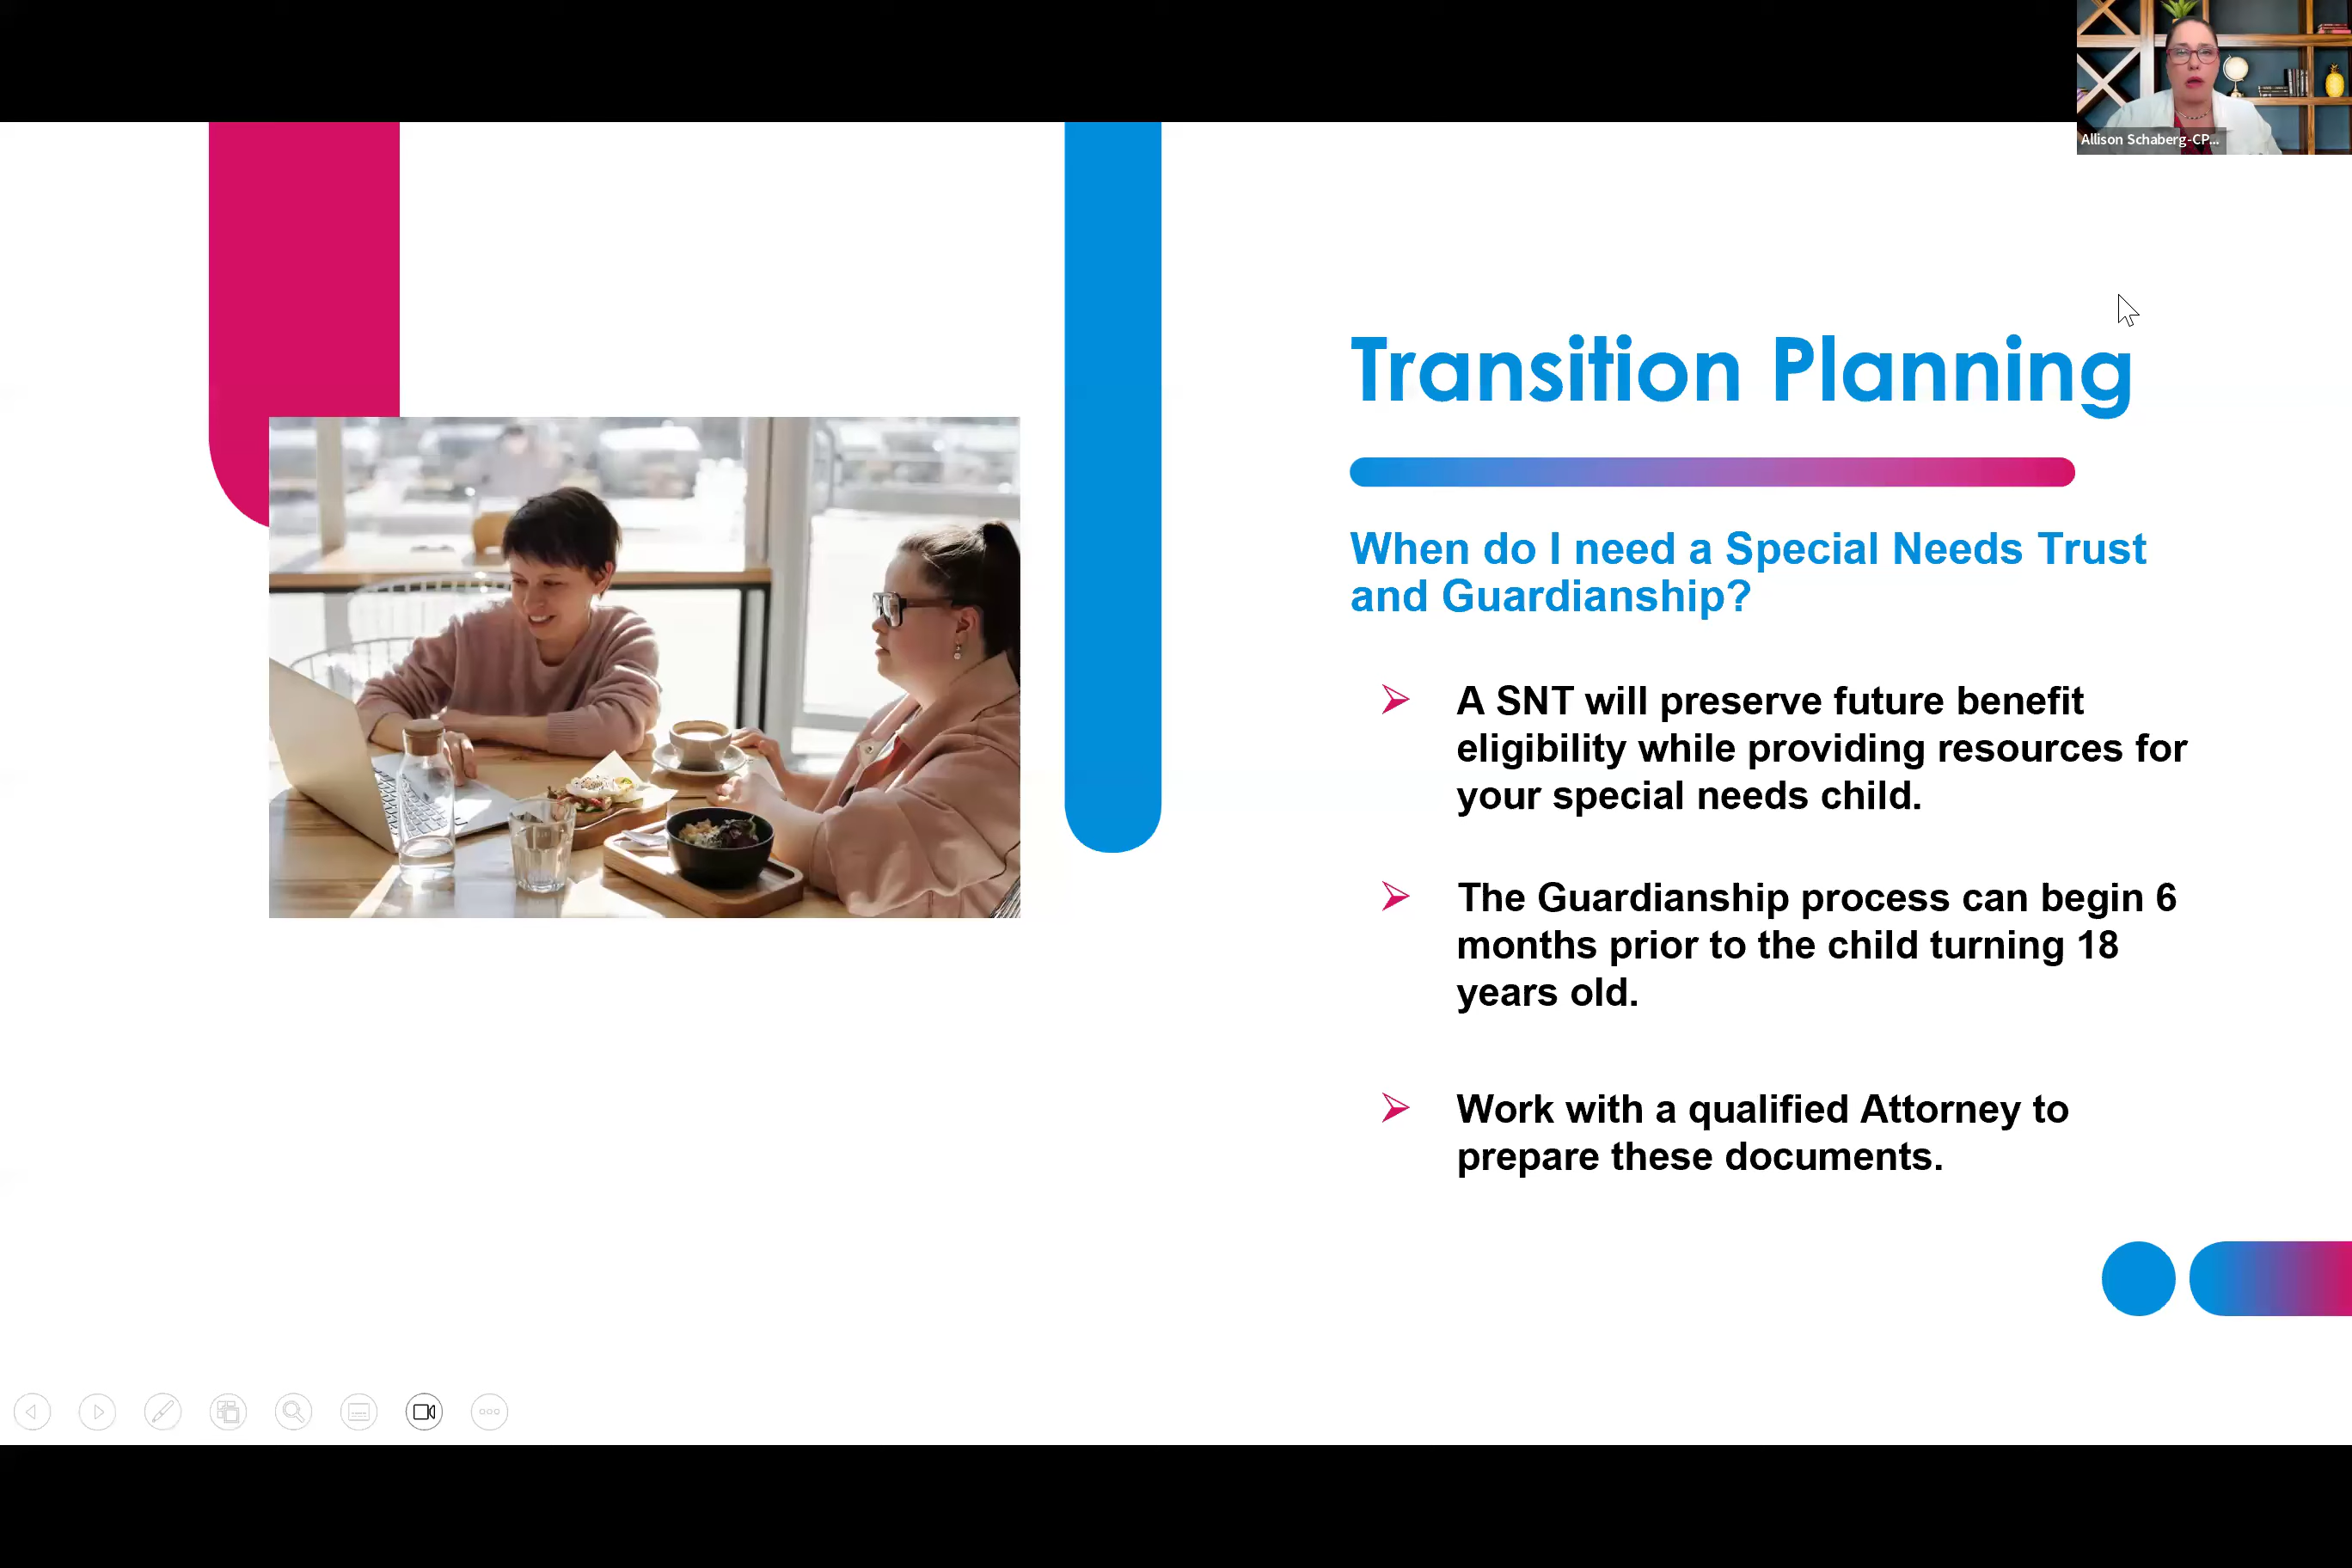 Allison Schaberg-CP...
Transition Planning
When do I need a Special Needs Trust
and Guardianship?
A SNT will preserve future benefit
eligibility while providing resources for
your special needs child.
The Guardianship process can begin 6
months prior to the child turning 18
years old.
Work with a qualified Attorney to
prepare these documents.